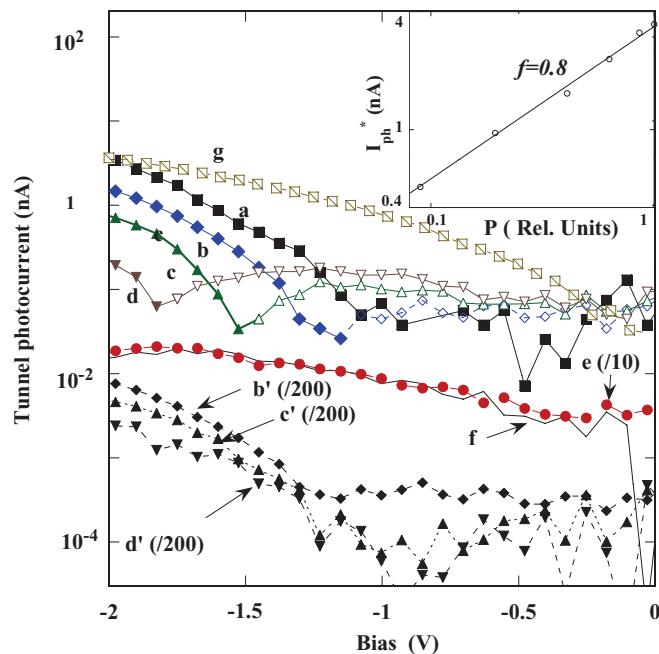 10²
1
10⁻²
10⁻⁴
Tunnel photocurrent (nA)
-2
-1.5
-1
-0.5
0
Bias (V)
g
a
b
c
c
d
e (/10)
f
b' (/200)
c' (/200)
d' (/200)
4
1
0.4
I_ph* (nA)
f=0.8
0.1
1
P ( Rel. Units)